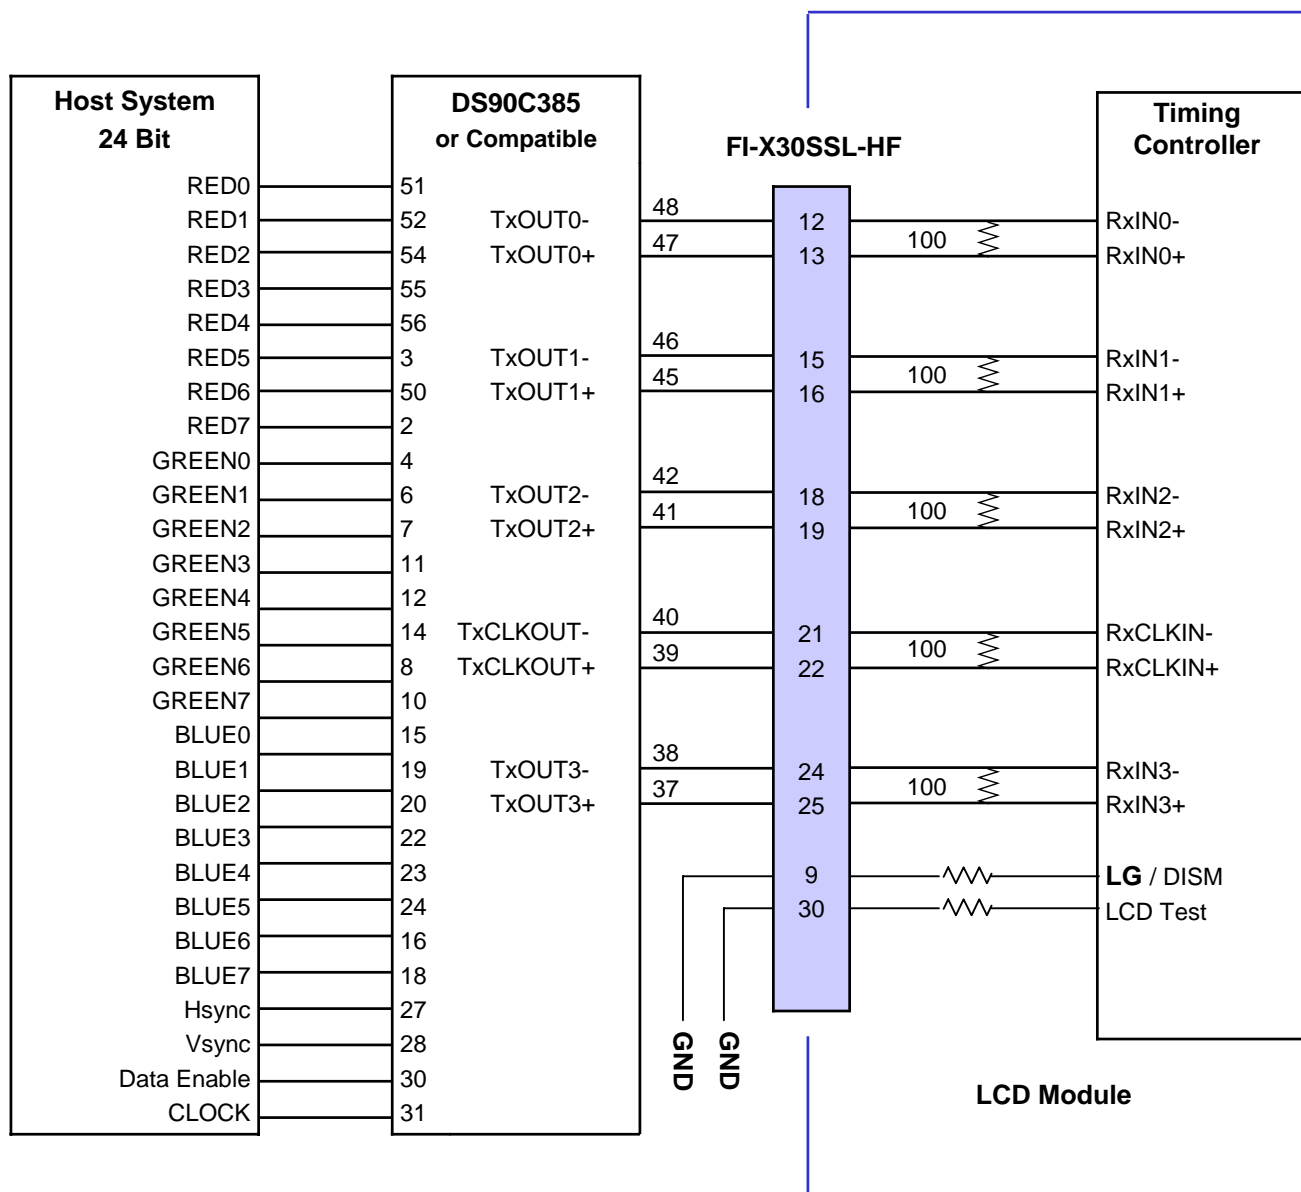 Host System
24 Bit
RED0
RED1
RED2
RED3
RED4
RED5
RED6
RED7
GREEN0
GREEN1
GREEN2
GREEN3
GREEN4
GREEN5
GREEN6
GREEN7
BLUE0
BLUE1
BLUE2
BLUE3
BLUE4
BLUE5
BLUE6
BLUE7
Hsync
Vsync
Data Enable
CLOCK
DS90C385
or Compatible
51
52
54
55
56
3
50
2
4
6
7
11
12
14
8
10
15
19
20
22
23
24
16
18
27
28
30
31
TxOUT0-
TxOUT0+
TxOUT1-
TxOUT1+
TxOUT2-
TxOUT2+
TxCLKOUT-
TxCLKOUT+
TxOUT3-
TxOUT3+
48
47
46
45
42
41
40
39
38
37
GND
GND
FI-X30SSL-HF
12
13
15
16
18
19
21
22
24
25
9
30
100
100
100
100
100
Timing
Controller
RxIN0-
RxIN0+
RxIN1-
RxIN1+
RxIN2-
RxIN2+
RxCLKIN-
RxCLKIN+
RxIN3-
RxIN3+
LG / DISM
LCD Test
LCD Module